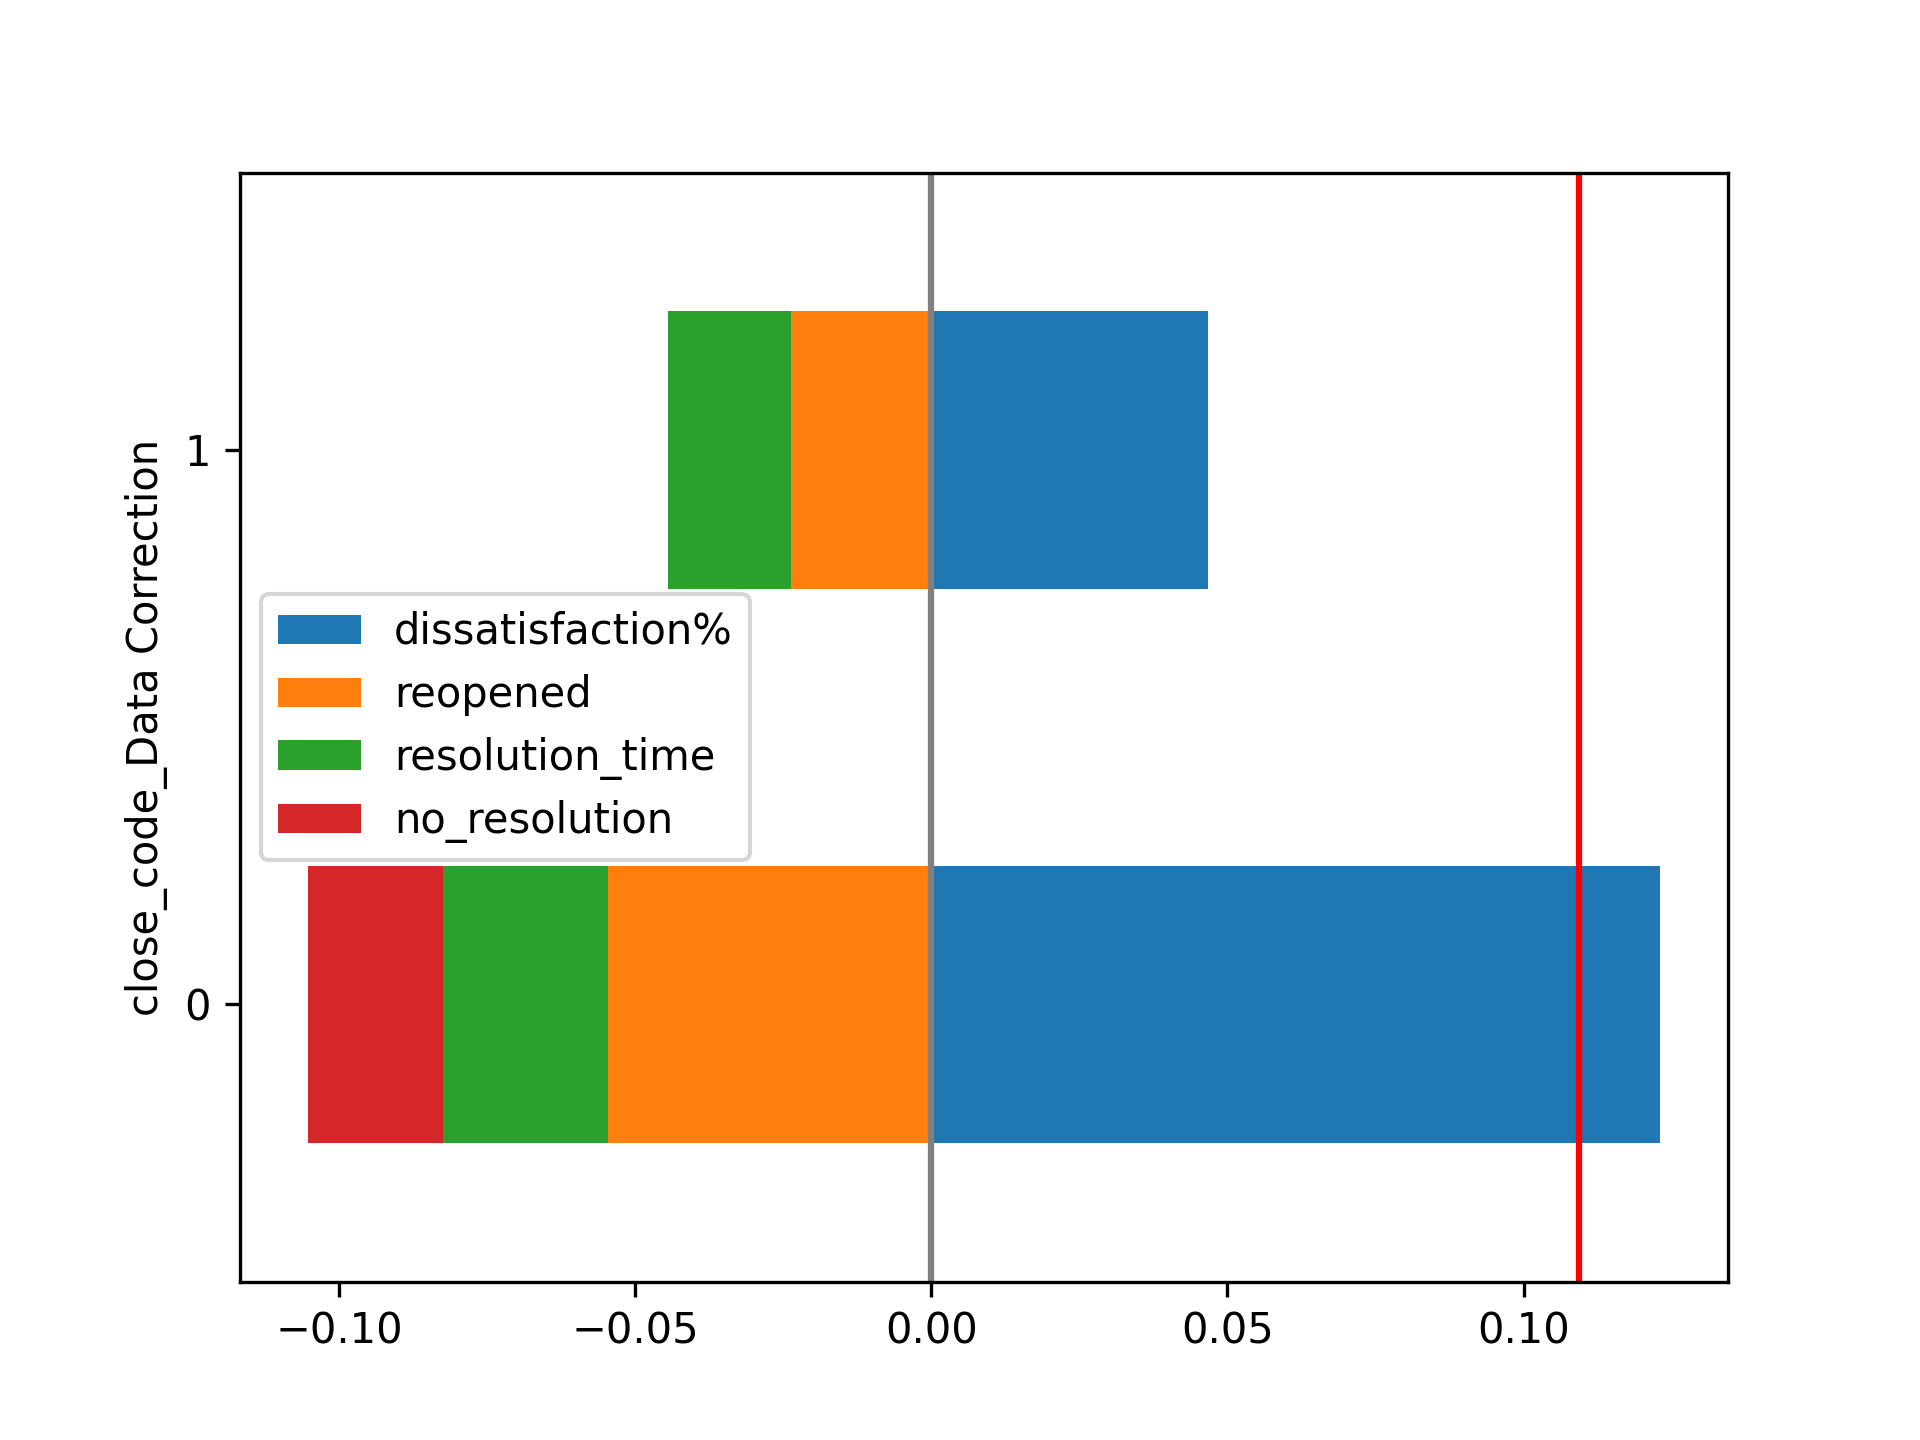 close_code_Data Correction
1
0
dissatisfaction%
reopened
resolution_time
no_resolution
−0.10
−0.05
0.00
0.05
0.10